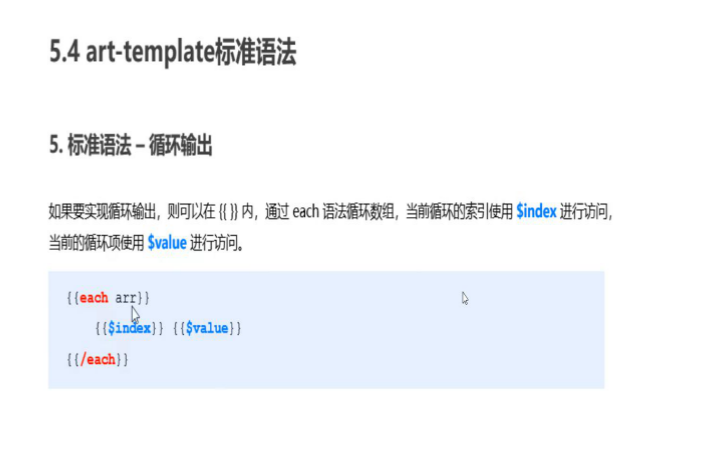 5.4 art-template标准语法
5. 标准语法 – 循环输出
如果要实现循环输出，则可以在 {{ }} 内，通过 each 语法循环数组，当前循环的索引使用 $index 进行访问，
当前的循环项使用 $value 进行访问。
{{each arr}}
{{$index}} {{$value}}
{{/each}}